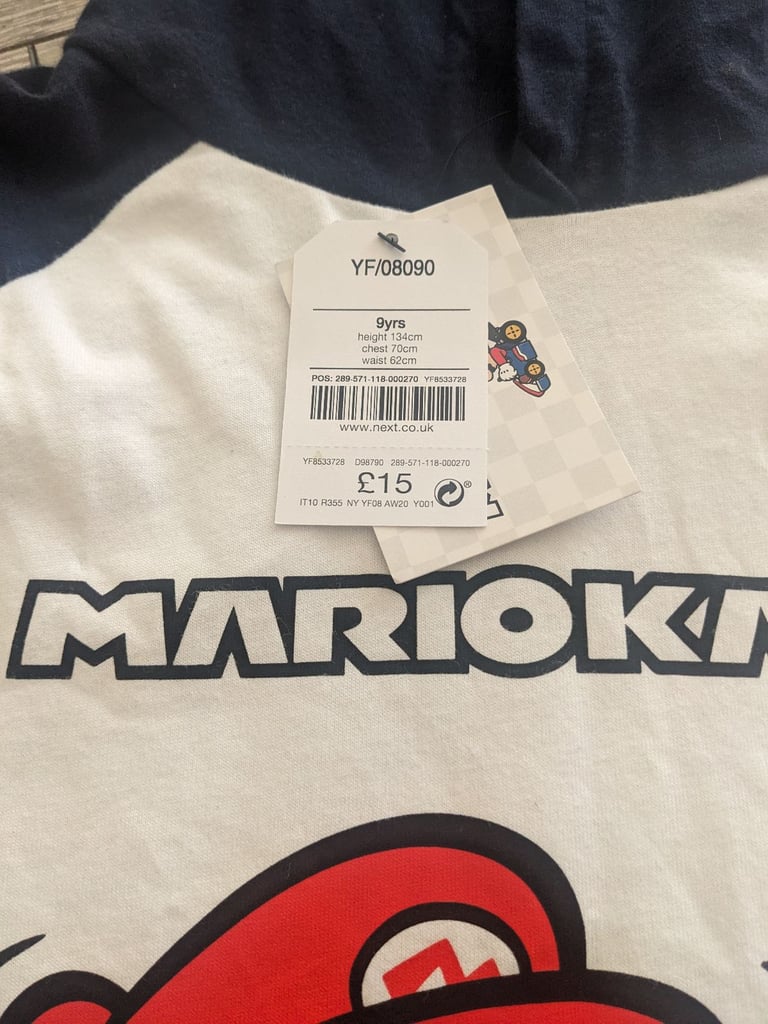 YF/08090
9yrs
height 134cm
chest 70cm
waist 62cm
POS: 289-571-118-000270 YF8533728
www.next.co.uk
YF8533728 D98790 289-571-118-000270
£15
®
IT10 R355 NY YF08 AW20 Y001
MARIOK
M